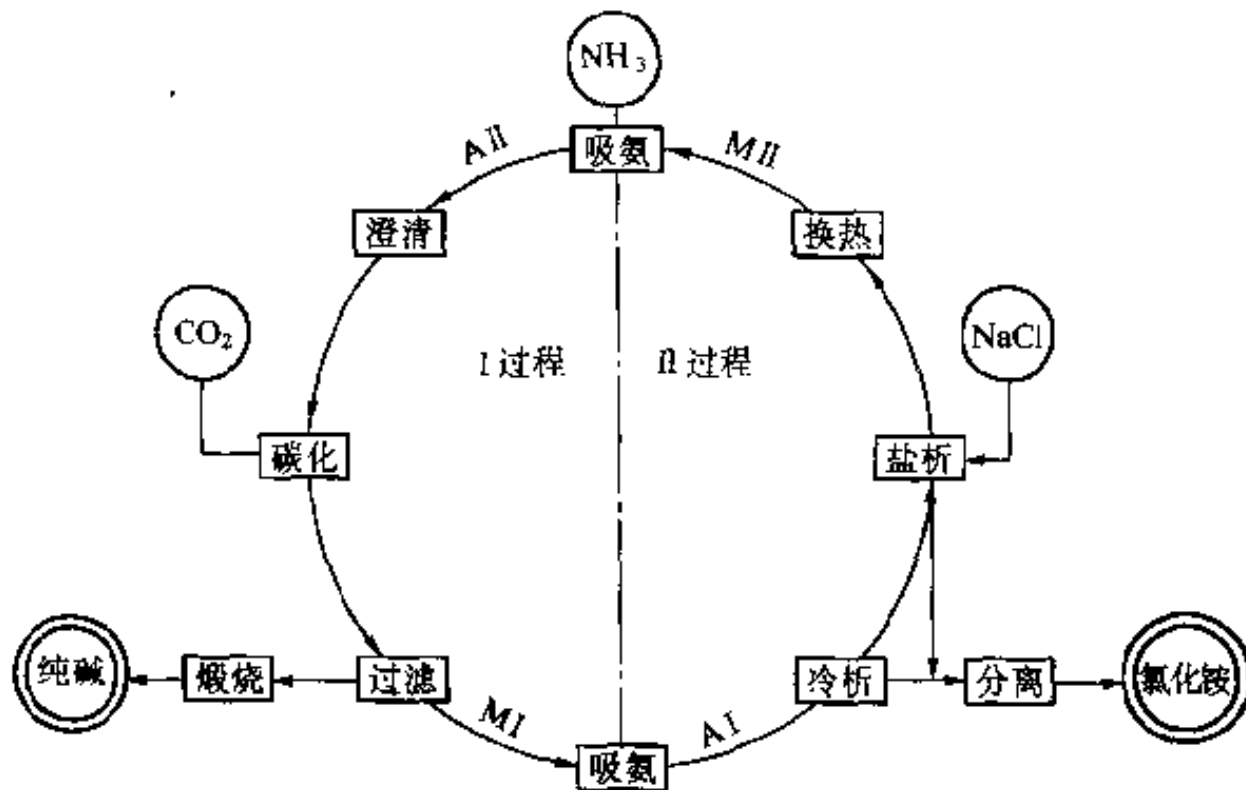 NH₃
AⅡ
吸氨
MⅡ
澄清
换热
CO₂
NaCl
Ⅰ过程
Ⅱ过程
碳化
盐析
纯碱
煅烧
过滤
冷析
分离
氯化铵
MⅠ
吸氨
AⅠ